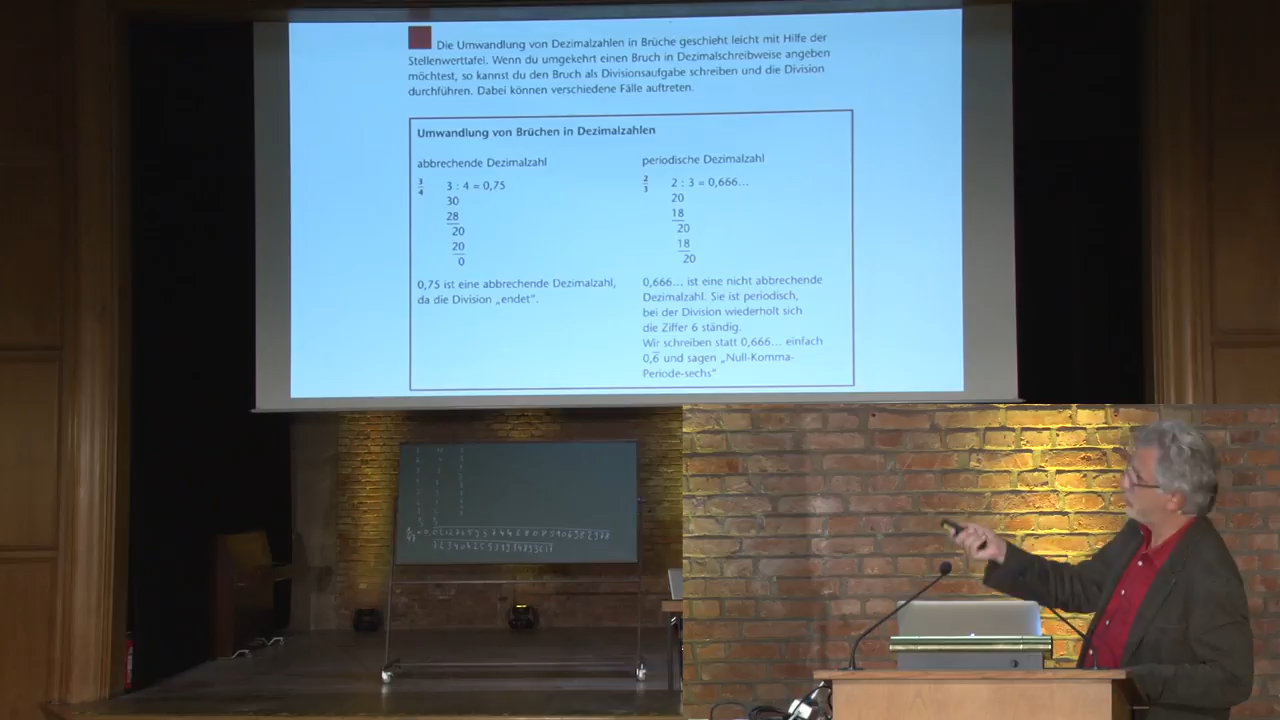 Die Umwandlung von Dezimalzahlen in Brüche geschieht leicht mit Hilfe der
Stellenwerttafel. Wenn du umgekehrt einen Bruch in Dezimalschreibweise angeben
möchtest, so kannst du den Bruch als Divisionsaufgabe schreiben und die Division
durchführen. Dabei können verschiedene Fälle auftreten.
Umwandlung von Brüchen in Dezimalzahlen
abbrechende Dezimalzahl
3/4 3 : 4 = 0,75
30
28
20
20
0
0,75 ist eine abbrechende Dezimalzahl,
da die Division „endet“.
periodische Dezimalzahl
2/3 2 : 3 = 0,666...
20
18
20
18
20
0,666... ist eine nicht abbrechende
Dezimalzahl. Sie ist periodisch,
bei der Division wiederholt sich
die Ziffer 6 ständig.
Wir schreiben statt 0,666... einfach
0,6̅ und sagen „Null-Komma-
Periode-sechs“